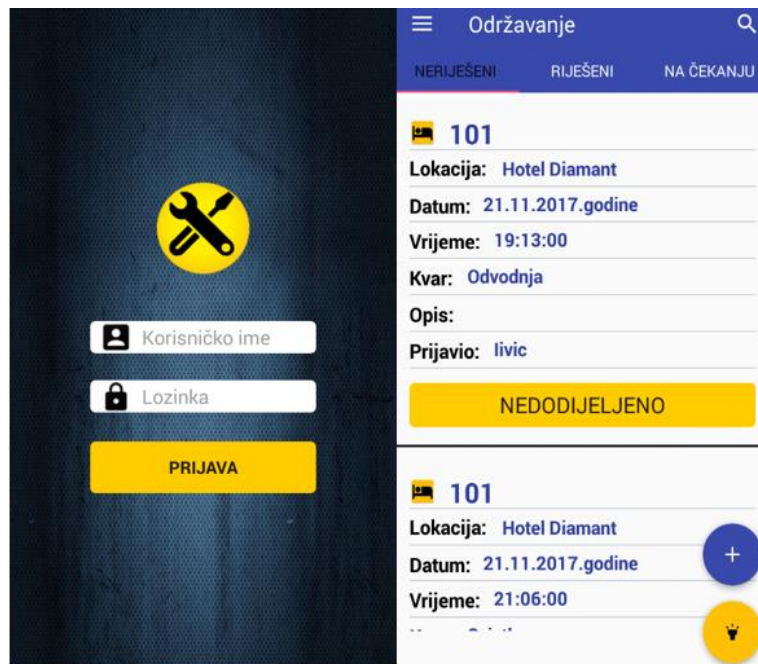 Korisničko ime
Lozinka
PRIJAVA
Održavanje
NERIJEŠENI RIJEŠENI NA ČEKANJU
101
Lokacija: Hotel Diamant
Datum: 21.11.2017.godine
Vrijeme: 19:13:00
Kvar: Odvodnja
Opis:
Prijavio: Iivic
NEDODIJELJENO
101
Lokacija: Hotel Diamant
Datum: 21.11.2017.godine
Vrijeme: 21:06:00